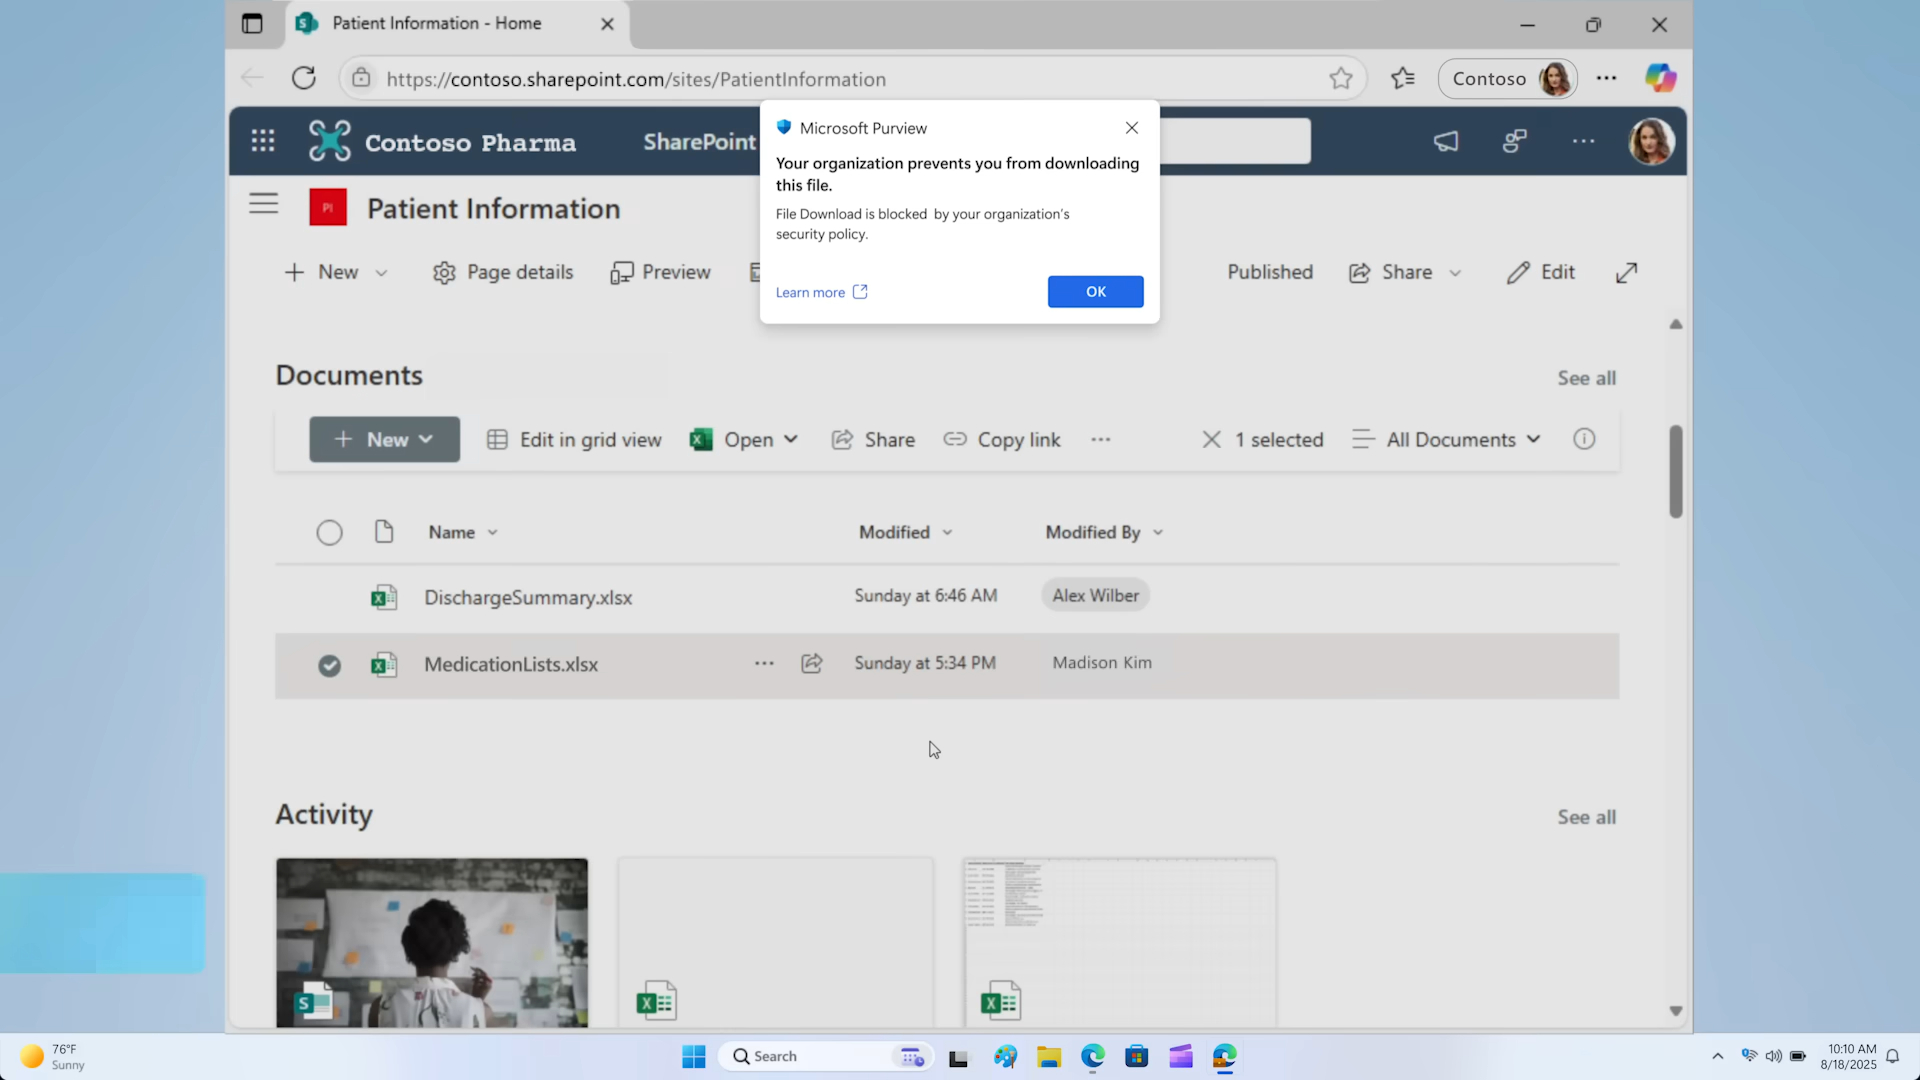 Patient Information - Home
https://contoso.sharepoint.com/sites/PatientInformation
Contoso
Contoso Pharma
SharePoint
Microsoft Purview
Your organization prevents you from downloading
this file.
File Download is blocked by your organization's
security policy.
Learn more
OK
PI
Patient Information
New
Page details
Preview
Published
Share
Edit
Documents
See all
New
Edit in grid view
Open
Share
Copy link
1 selected
All Documents
Name
Modified
Modified By
DischargeSummary.xlsx
Sunday at 6:46 AM
Alex Wilber
MedicationLists.xlsx
Sunday at 5:34 PM
Madison Kim
Activity
See all
76°F
Sunny
Search
10:10 AM
8/18/2025